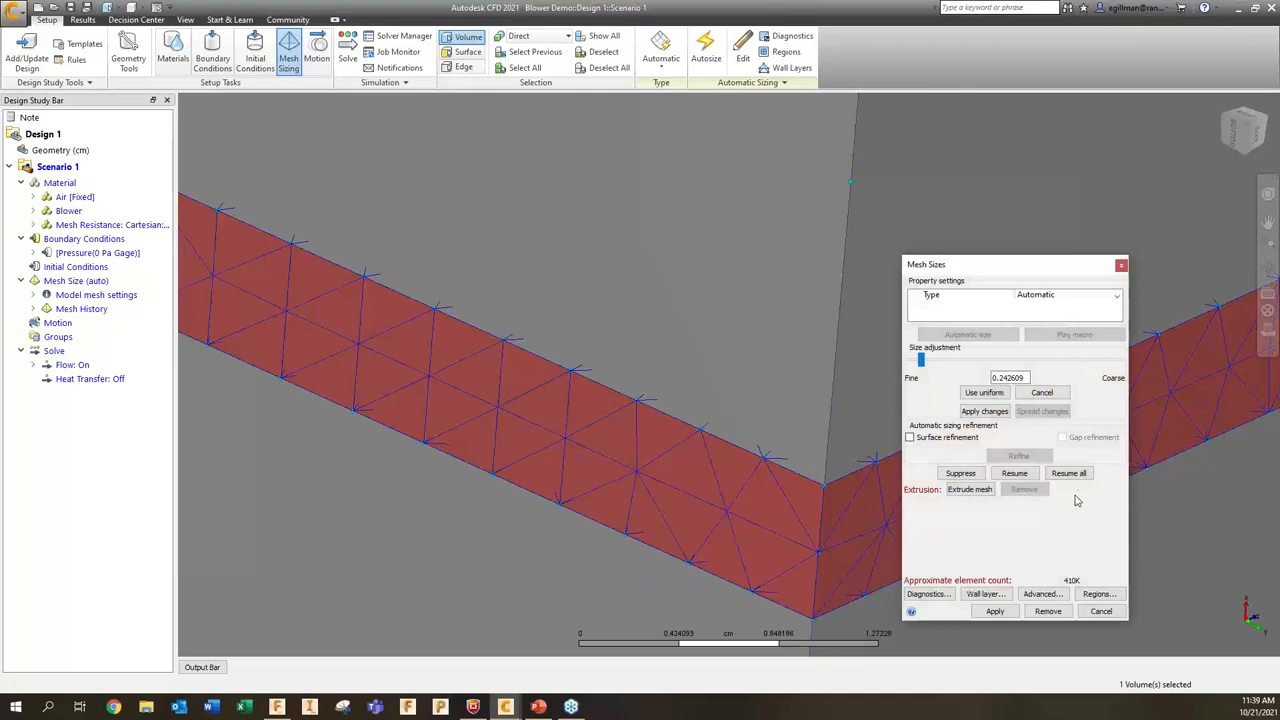 Autodesk CFD 2021 Blower Demo::Design 1::Scenario 1
Type a keyword or phrase
egillman@ran...
Setup Results Decision Center View Start & Learn Community
Add/Update Design
Templates
Rules
Geometry Tools
Materials
Boundary Conditions
Initial Conditions
Mesh Sizing
Motion
Solve
Solver Manager
Job Monitor
Notifications
Volume
Surface
Edge
Direct
Select Previous
Select All
Show All
Deselect
Deselect All
Automatic
Autosize
Edit
Diagnostics
Regions
Wall Layers
Design Study Tools Setup Tasks Simulation Selection Type Automatic Sizing
Design Study Bar
Note
Design 1
Geometry (cm)
Scenario 1
Material
Air [Fixed]
Blower
Mesh Resistance: Cartesian:...
Boundary Conditions
[Pressure(0 Pa Gage)]
Initial Conditions
Mesh Size (auto)
Model mesh settings
Mesh History
Motion
Groups
Solve
Flow: On
Heat Transfer: Off
Mesh Sizes
Property settings
Type Automatic
Automatic size Play macro
Size adjustment
Fine 0.242609 Coarse
Use uniform Cancel
Apply changes Spread changes
Automatic sizing refinement
Surface refinement Gap refinement
Refine
Suppress Resume Resume all
Extrusion: Extrude mesh Remove
Approximate element count: 410K
Diagnostics... Wall layer... Advanced... Regions...
Apply Remove Cancel
0 0.424093 cm 0.848186 1.27228
x
y
Output Bar
1 Volume(s) selected
11:39 AM
10/21/2021